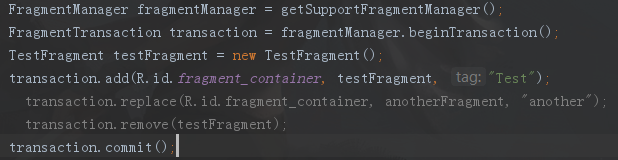 FragmentManager fragmentManager = getSupportFragmentManager();
FragmentTransaction transaction = fragmentManager.beginTransaction();
TestFragment testFragment = new TestFragment();
transaction.add(R.id.fragment_container, testFragment, tag: "Test");
transaction.replace(R.id.fragment_container, anotherFragment, "another");
transaction.remove(testFragment);
transaction.commit();